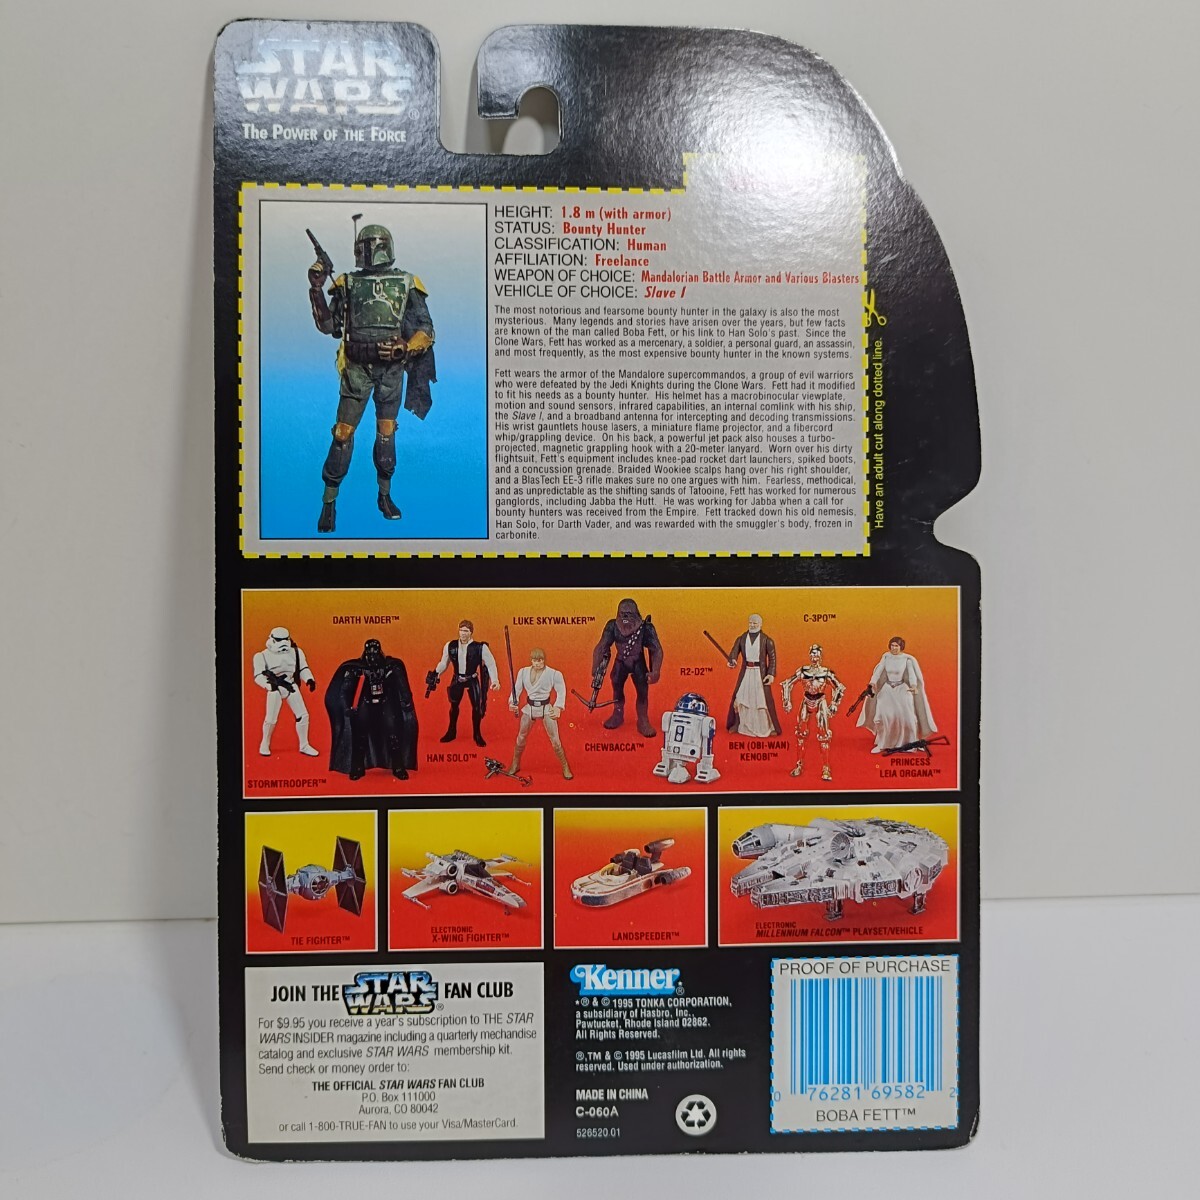 STAR
WARS®
The POWER OF THE FORCE
HEIGHT: 1.8 m (with armor)
STATUS: Bounty Hunter
CLASSIFICATION: Human
AFFILIATION: Freelance
WEAPON OF CHOICE: Mandalorian Battle Armor and Various Blasters
VEHICLE OF CHOICE: Slave I
The most notorious and fearsome bounty hunter in the galaxy is also the most
mysterious. Many legends and stories have arisen over the years, but few facts
are known of the man called Boba Fett, or his link to Han Solo's past. Since the
Clone Wars, Fett has worked as a mercenary, a soldier, a personal guard, an assassin,
and most frequently, as the most expensive bounty hunter in the known systems.
Fett wears the armor of the Mandalore supercommandos, a group of evil warriors
who were defeated by the Jedi Knights during the Clone Wars. Fett had it modified
to fit his needs as a bounty hunter. His helmet has a macrobinocular viewplate,
motion and sound sensors, infrared capabilities, an internal comlink with his ship,
the Slave I, and a broadband antenna for intercepting and decoding transmissions.
His wrist gauntlets house lasers, a miniature flame projector, and a fibercord
whip/grappling device. On his back, a powerful jet pack also houses a turbo-
projected, magnetic grappling hook with a 20-meter lanyard. Worn over his dirty
flightsuit, Fett's equipment includes knee-pad rocket dart launchers, spiked boots,
and a concussion grenade. Braided Wookiee scalps hang over his right shoulder,
and a BlasTech EE-3 rifle makes sure no one argues with him. Fearless, methodical,
and as unpredictable as the shifting sands of Tatooine, Fett has worked for numerous
ganglords, including Jabba the Hutt. He was working for Jabba when a call for
bounty hunters was received from the Empire. Fett tracked down his old nemesis,
Han Solo, for Darth Vader, and was rewarded with the smuggler's body, frozen in
carbonite.
Have an adult cut along dotted line.
DARTH VADER™
LUKE SKYWALKER™
C-3PO™
R2-D2™
STORMTROOPER™
HAN SOLO™
CHEWBACCA™
BEN (OBI-WAN)
KENOBI™
PRINCESS
LEIA ORGANA™
TIE FIGHTER™
ELECTRONIC
X-WING FIGHTER™
LANDSPEEDER™
ELECTRONIC
MILLENNIUM FALCON™ PLAYSET/VEHICLE
JOIN THE STAR WARS® FAN CLUB
For $9.95 you receive a year's subscription to THE STAR
WARS INSIDER magazine including a quarterly merchandise
catalog and exclusive STAR WARS membership kit.
Send check or money order to:
THE OFFICIAL STAR WARS FAN CLUB
P.O. Box 111000
Aurora, CO 80042
or call 1-800-TRUE-FAN to use your Visa/MasterCard.
Kenner®
*® & © 1995 TONKA CORPORATION,
a subsidiary of Hasbro, Inc.,
Pawtucket, Rhode Island 02862.
All Rights Reserved.
®,TM & © 1995 Lucasfilm Ltd. All rights
reserved. Used under authorization.
MADE IN CHINA
C-060A
526520.01
PROOF OF PURCHASE
0 76281 69582 2
BOBA FETT™